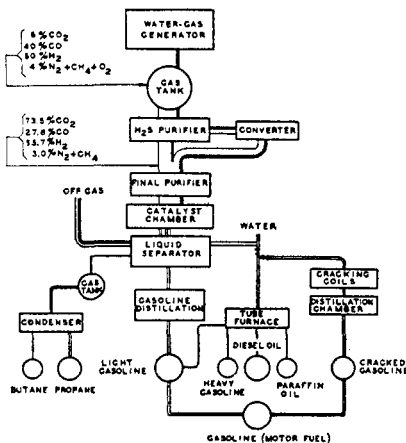 WATER-GAS
GENERATOR
6 %CO2
40 %CO
50 %H2
4 %N2+CH4+O2
GAS
TANK
H2S PURIFIER
CONVERTER
73.5%CO2
27.8%CO
55.7%H2
3.0%N2+CH4
FINAL PURIFIER
OFF GAS
CATALYST
CHAMBER
WATER
LIQUID
SEPARATOR
CRACKING
COILS
GAS
TANK
GASOLINE
DISTILLATION
DISTILLATION
CHAMBER
CONDENSER
TUBE
FURNACE
LIGHT
GASOLINE
DIESEL OIL
BUTANE PROPANE
HEAVY
GASOLINE
PARAFFIN
OIL
CRACKED
GASOLINE
GASOLINE (MOTOR FUEL)